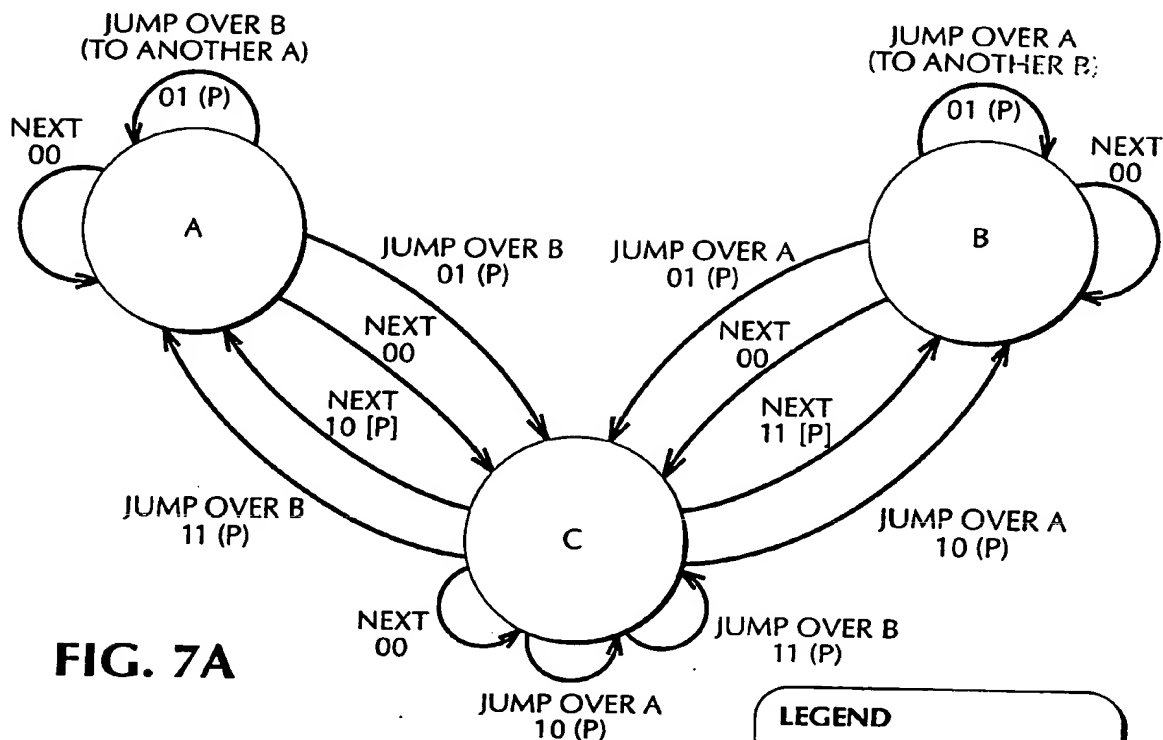 JUMP OVER B
(TO ANOTHER A)
01 (P)
NEXT
00
A
JUMP OVER A
(TO ANOTHER B)
01 (P)
NEXT
00
B
JUMP OVER B
01 (P)
JUMP OVER A
01 (P)
NEXT
00
NEXT
00
NEXT
10 [P]
NEXT
11 [P]
JUMP OVER B
11 (P)
JUMP OVER A
10 (P)
C
NEXT
00
JUMP OVER B
11 (P)
JUMP OVER A
10 (P)
FIG. 7A
LEGEND